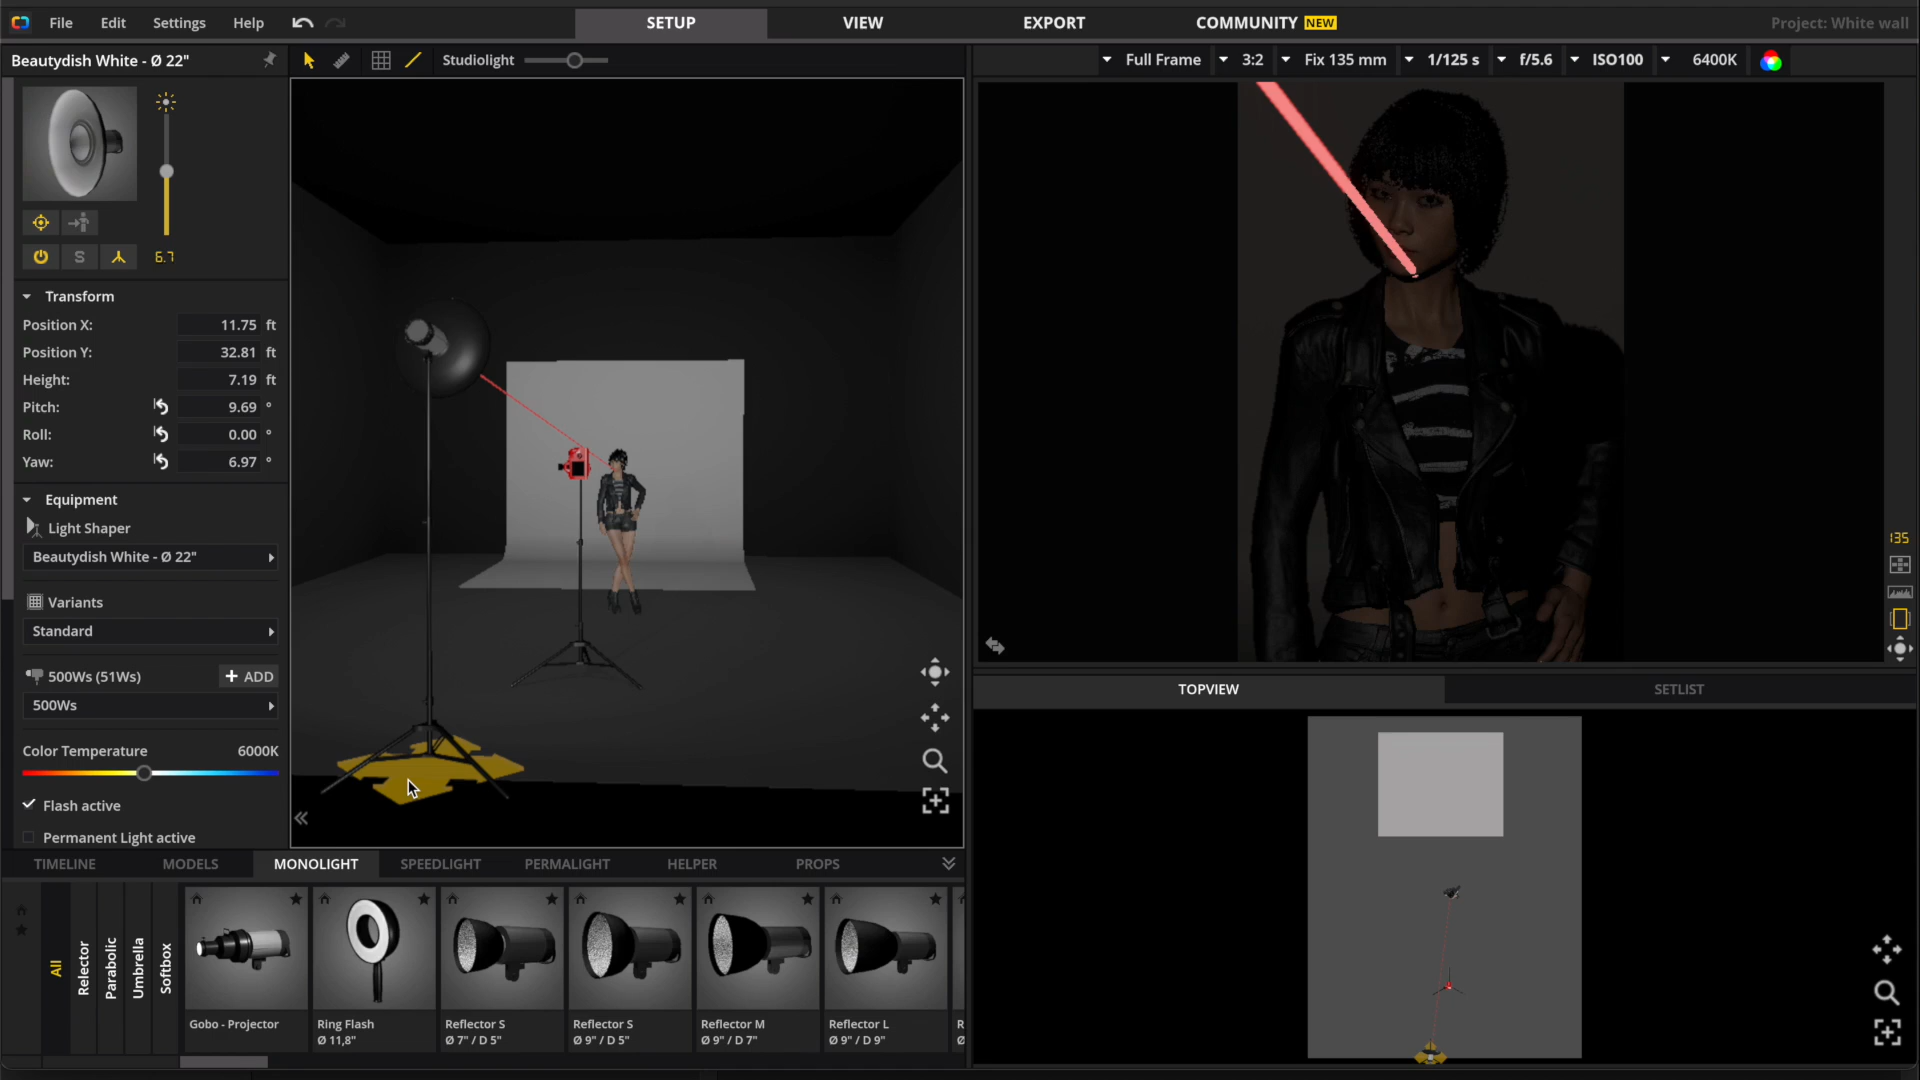 File Edit Settings Help SETUP VIEW EXPORT COMMUNITY NEW Project: White wall
Beautydish White - Ø 22" Studiolight Full Frame 3:2 Fix 135 mm 1/125 s f/5.6 ISO100 6400K
S
6.7
Transform
Position X: 11.75 ft
Position Y: 32.81 ft
Height: 7.19 ft
Pitch: 9.69 °
Roll: 0.00 °
Yaw: 6.97 °
Equipment
Light Shaper
Beautydish White - Ø 22"
Variants
Standard
500Ws (51Ws) + ADD
500Ws
Color Temperature 6000K
Flash active
Permanent Light active
135
TOPVIEW SETLIST
TIMELINE MODELS MONOLIGHT SPEEDLIGHT PERMALIGHT HELPER PROPS
All
Relector
Parabolic
Umbrella
Softbox
Gobo - Projector
Ring Flash
Ø 11,8"
Reflector S
Ø 7" / D 5"
Reflector S
Ø 9" / D 5"
Reflector M
Ø 9" / D 7"
Reflector L
Ø 9" / D 9"
R
Ø